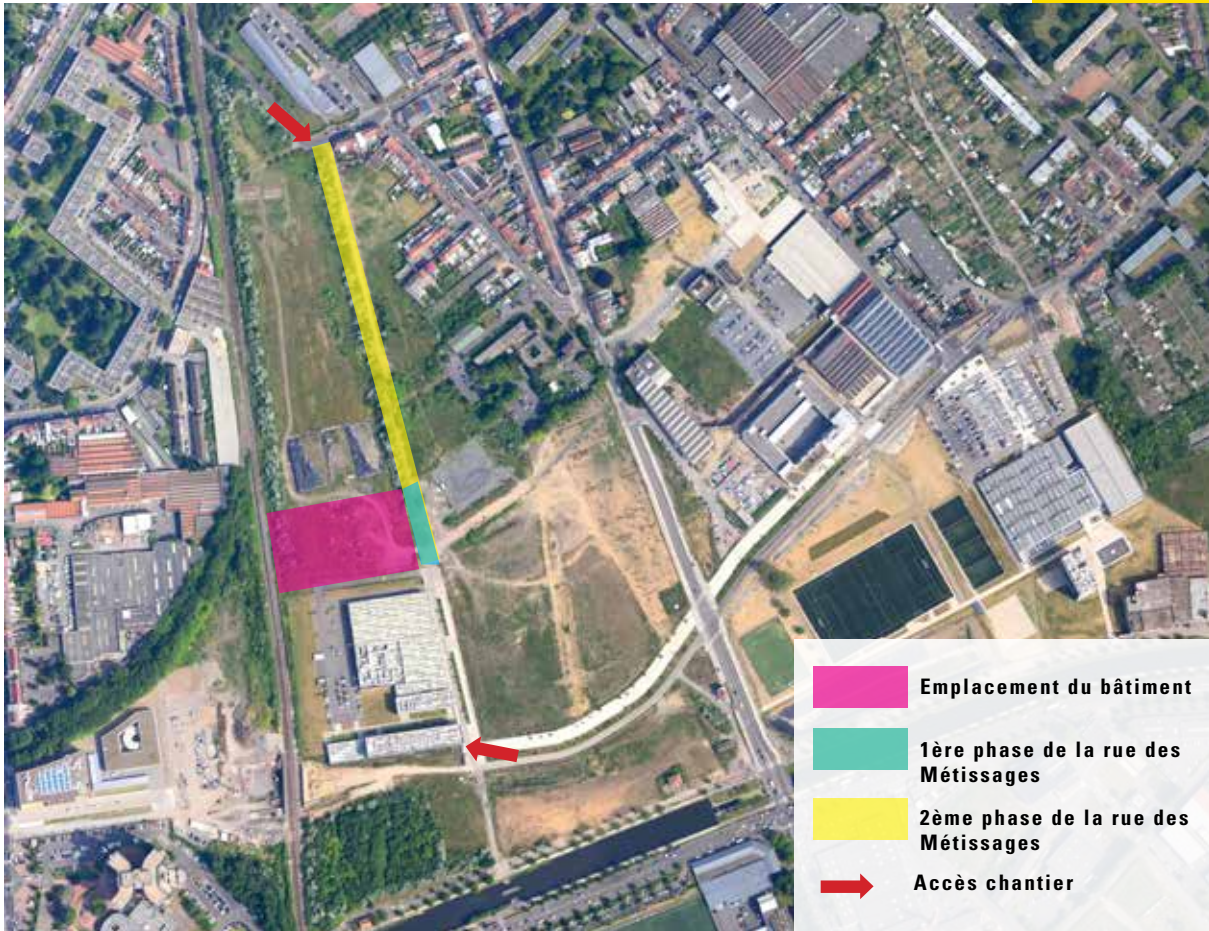 Emplacement du bâtiment
1ère phase de la rue des
Métissages
2ème phase de la rue des
Métissages
Accès chantier